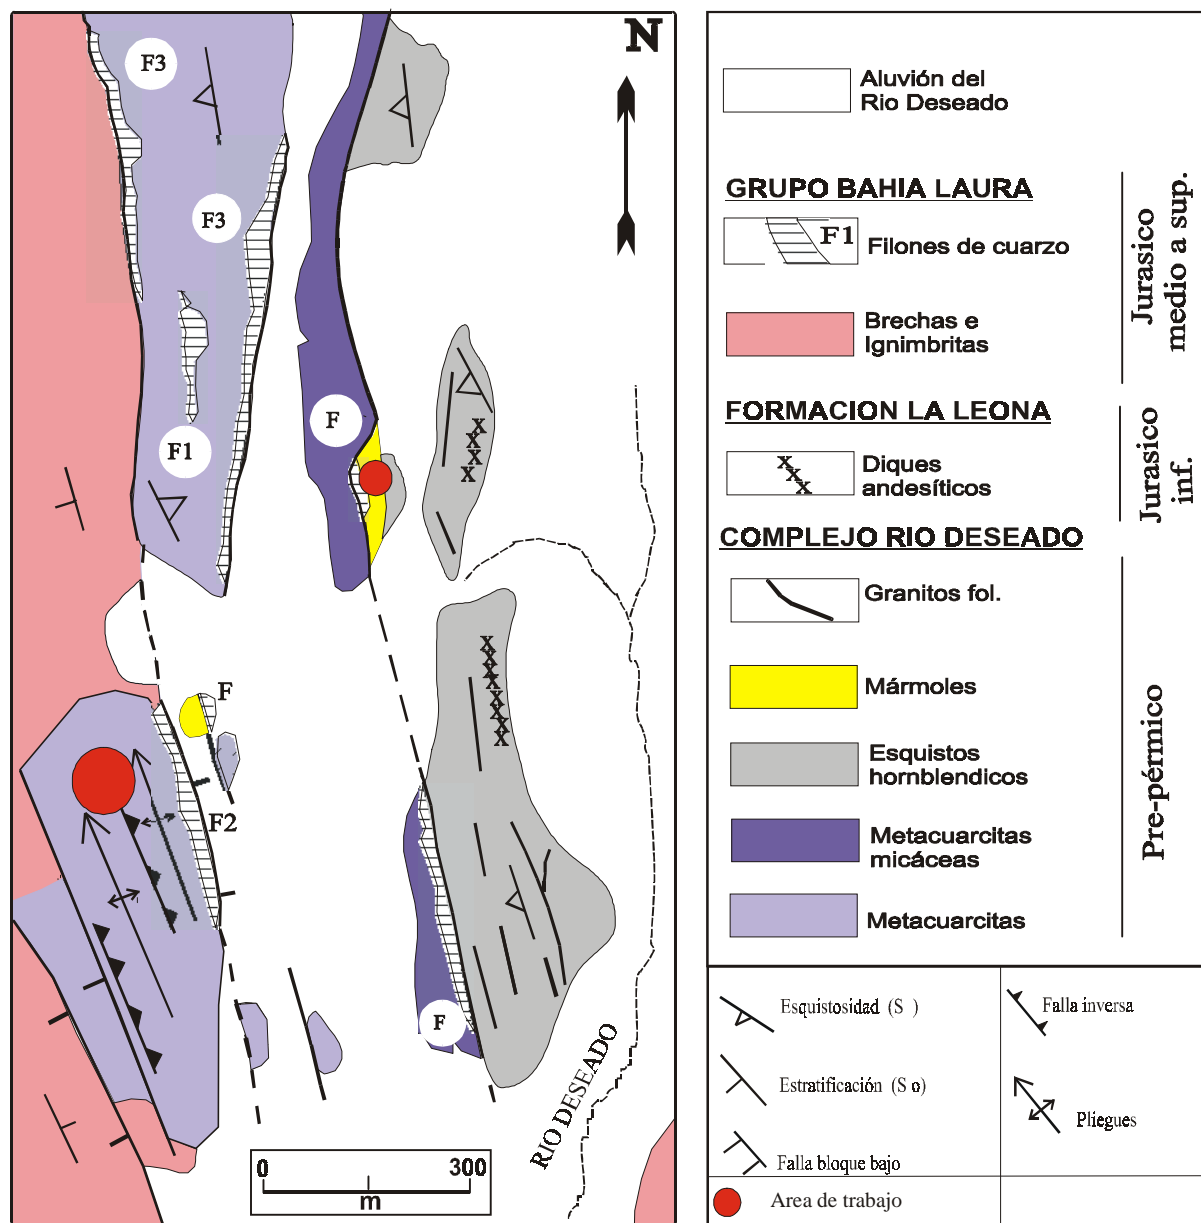 N
F3
F3
F1
F
F
F2
F
RIO DESEADO
0
300
m
Aluvión del
Rio Deseado
GRUPO BAHIA LAURA
F1
Filones de cuarzo
Brechas e
Ignimbritas
Jurasico
medio a sup.
FORMACION LA LEONA
Diques
andesíticos
Jurasico
inf.
COMPLEJO RIO DESEADO
Granitos fol.
Mármoles
Esquistos
hornblendicos
Metacuarcitas
micáceas
Metacuarcitas
Pre-pérmico
Esquistosidad (S )
Estratificación (S o)
Falla bloque bajo
Area de trabajo
Falla inversa
Pliegues